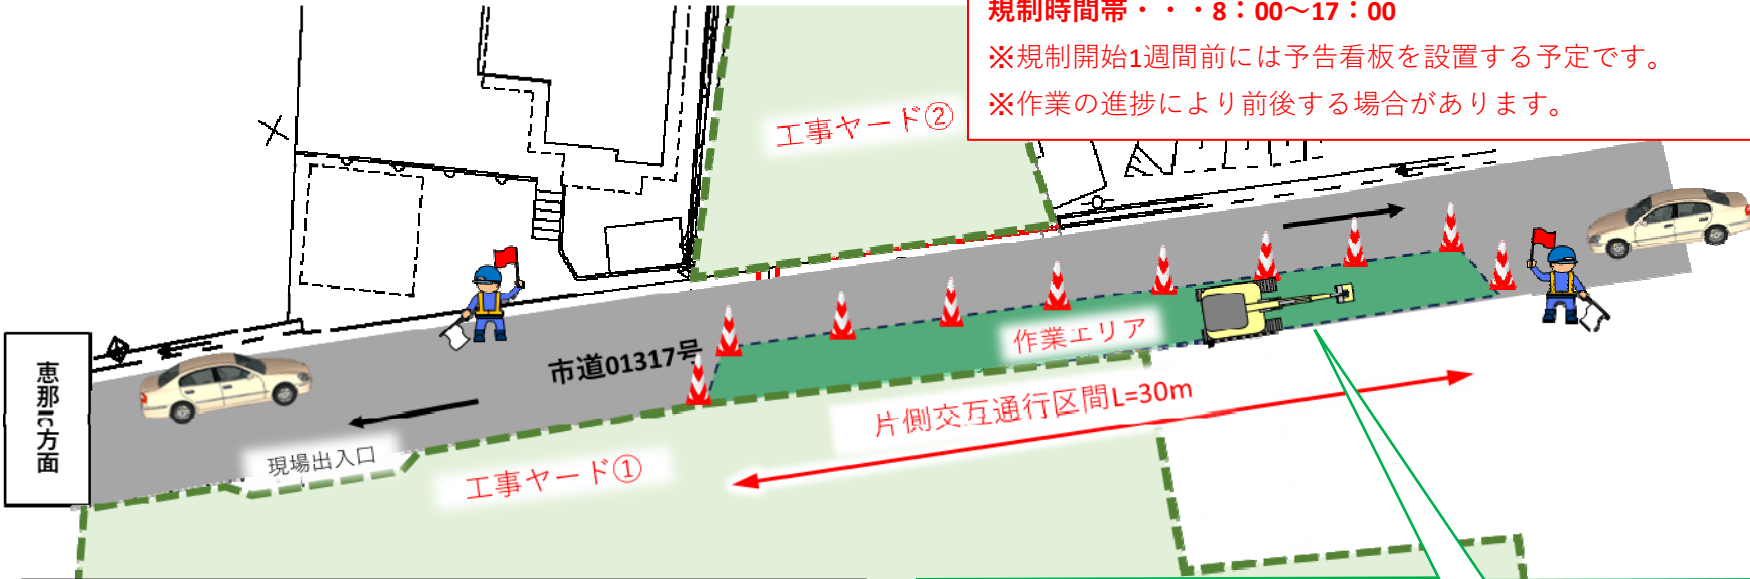 規制時間帯・・・8：00～17：00
※規制開始1週間前には予告看板を設置する予定です。
※作業の進捗により前後する場合があります。
工事ヤード②
作業エリア
市道01317号
片側交互通行区間L=30m
恵那IC方面
現場出入口
工事ヤード①